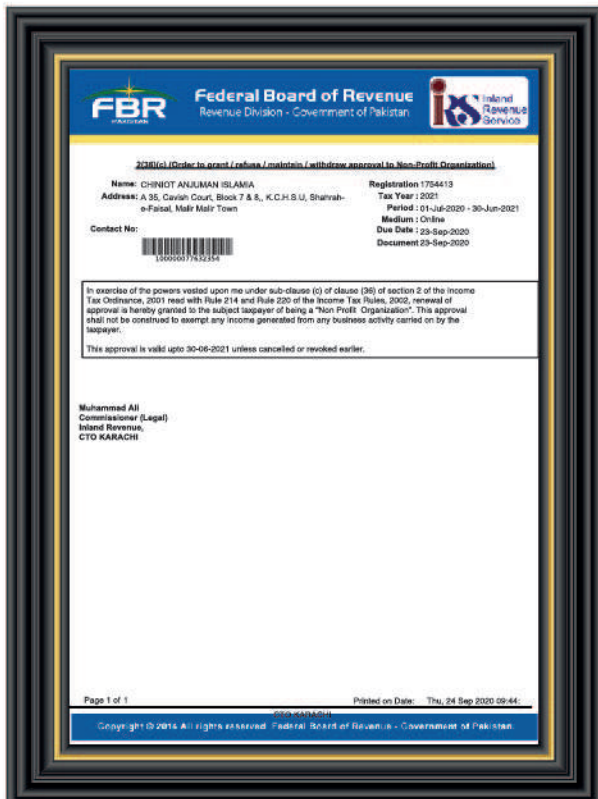 FBR
PAKISTAN
Federal Board of Revenue
Revenue Division - Government of Pakistan
IRS Inland
Revenue
Service
2(36)(c) (Order to grant / refuse / maintain / withdraw approval to Non-Profit Organization)
Name: CHINIOT ANJUMAN ISLAMIA
Address: A 35, Cavish Court, Block 7 & 8,, K.C.H.S.U, Shahrah-
e-Faisal, Malir Malir Town
Contact No:
100000077632354
Registration 1754413
Tax Year : 2021
Period : 01-Jul-2020 - 30-Jun-2021
Medium : Online
Due Date : 23-Sep-2020
Document 23-Sep-2020
In exercise of the powers vested upon me under sub-clause (c) of clause (36) of section 2 of the Income
Tax Ordinance, 2001 read with Rule 214 and Rule 220 of the Income Tax Rules, 2002, renewal of
approval is hereby granted to the subject taxpayer of being a "Non Profit Organization". This approval
shall not be construed to exempt any income generated from any business activity carried on by the
taxpayer.
This approval is valid upto 30-06-2021 unless cancelled or revoked earlier.
Muhammad Ali
Commissioner (Legal)
Inland Revenue,
CTO KARACHI
Page 1 of 1
Printed on Date: Thu, 24 Sep 2020 09:44:
CTO KARACHI
Copyright @ 2014 All rights reserved. Federal Board of Revenue - Government of Pakistan.